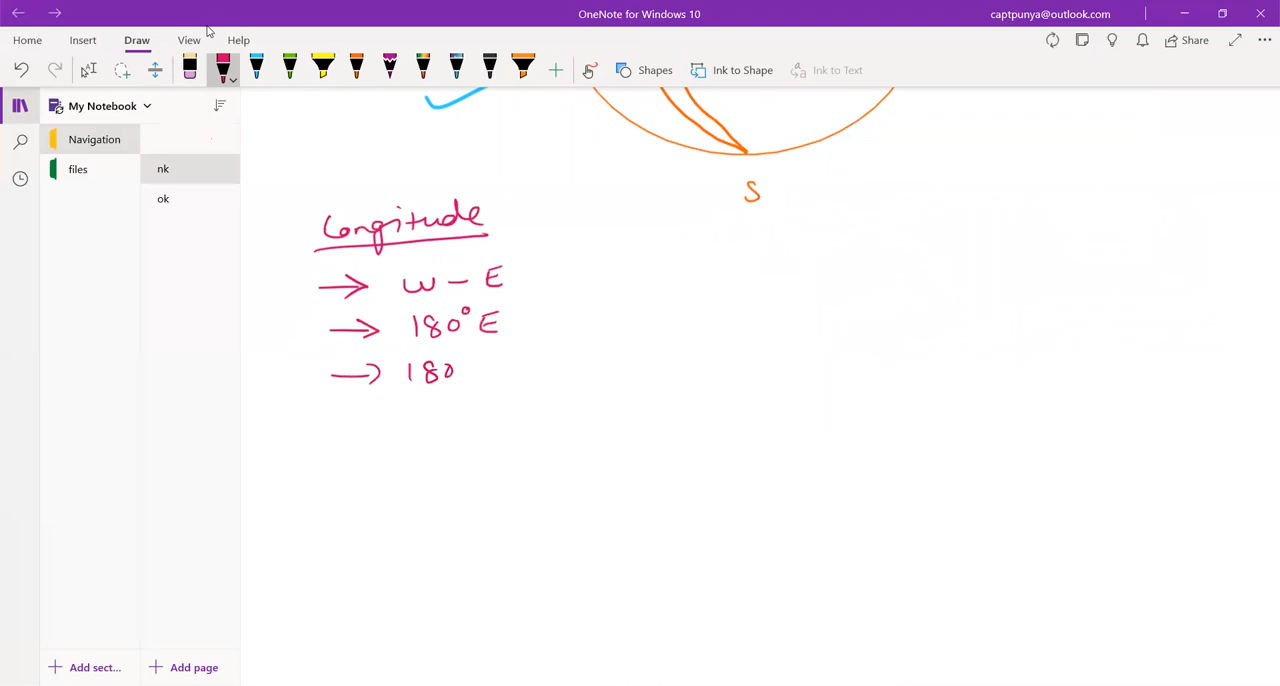 OneNote for Windows 10
captpunya@outlook.com
Home Insert Draw View Help
Share
Shapes Ink to Shape Ink to Text
My Notebook
Navigation
files
nk
ok
S
Longitude
→ W – E
→ 180° E
→ 180
Add sect... Add page